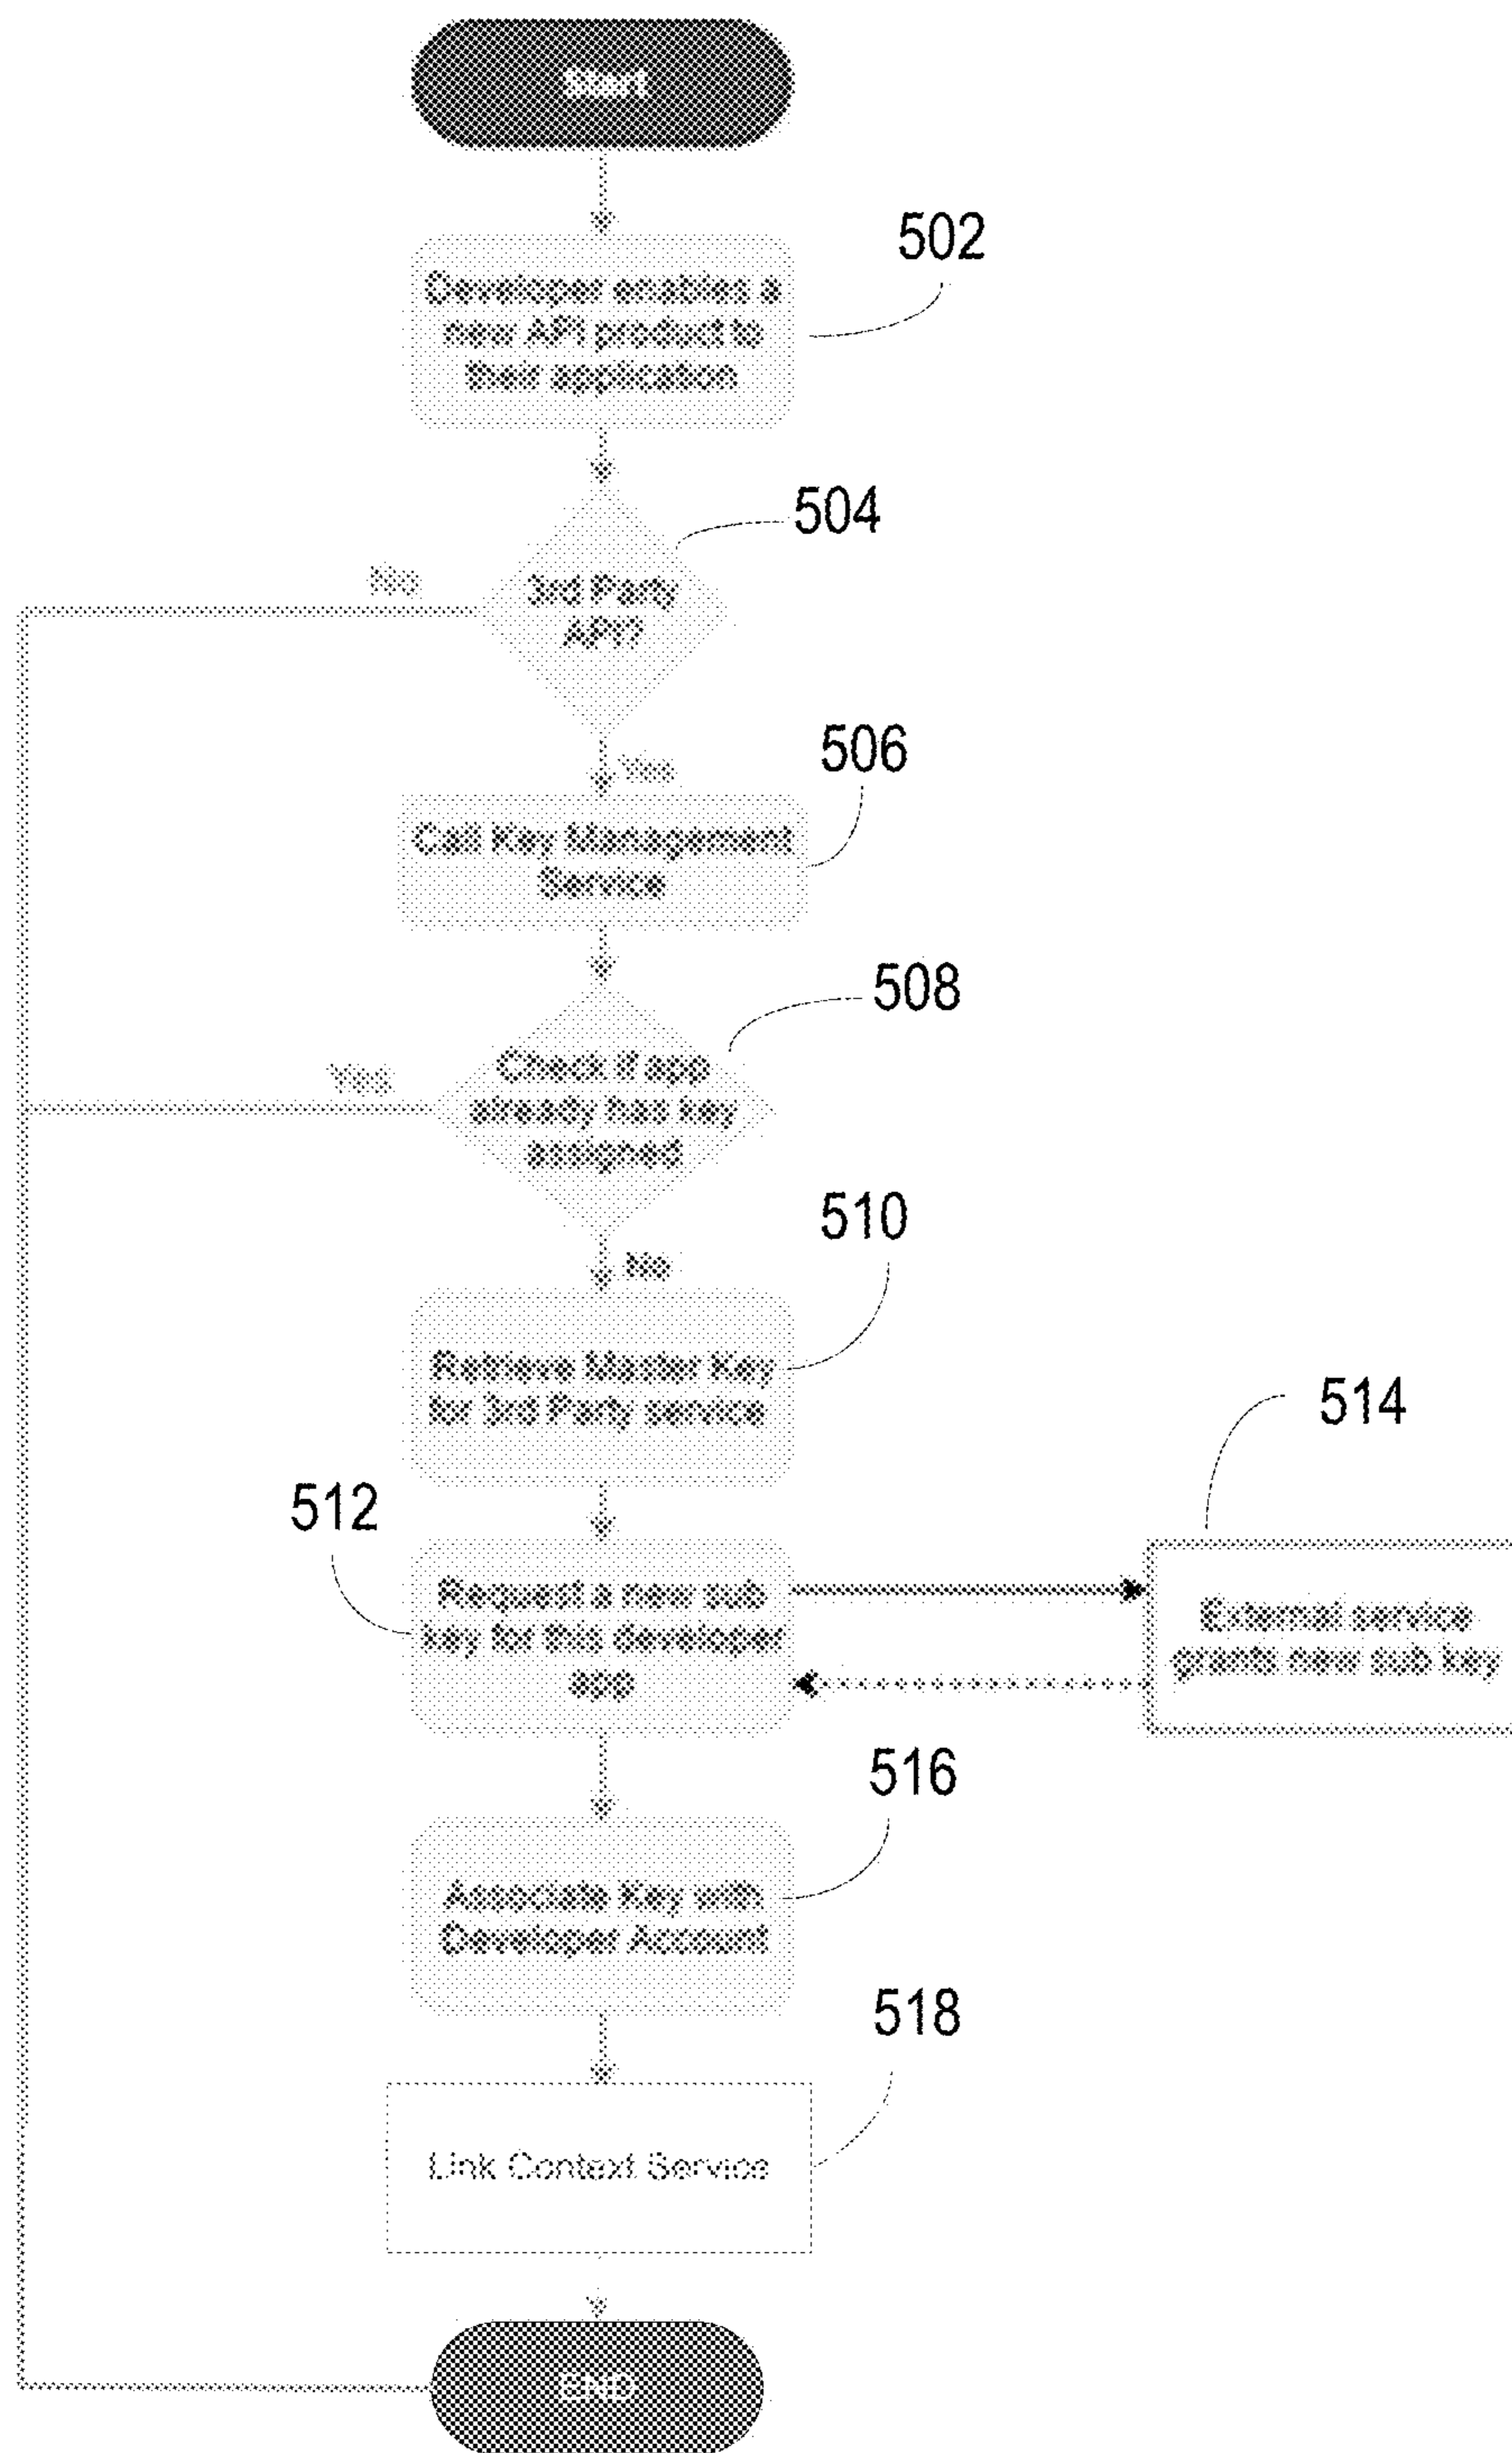 Start
502
Developer enables a
new API product to
their application
504
No
3rd Party
API?
506
Yes
Call Key Management
Service
508
Check if app
Yes
already has key
assigned
510
No
Retrieve Master Key
for 3rd Party service
514
512
Request a new sub
key for this developer
app
External service
grants new sub key
516
Associate Key with
Developer Account
518
Link Context Service
END